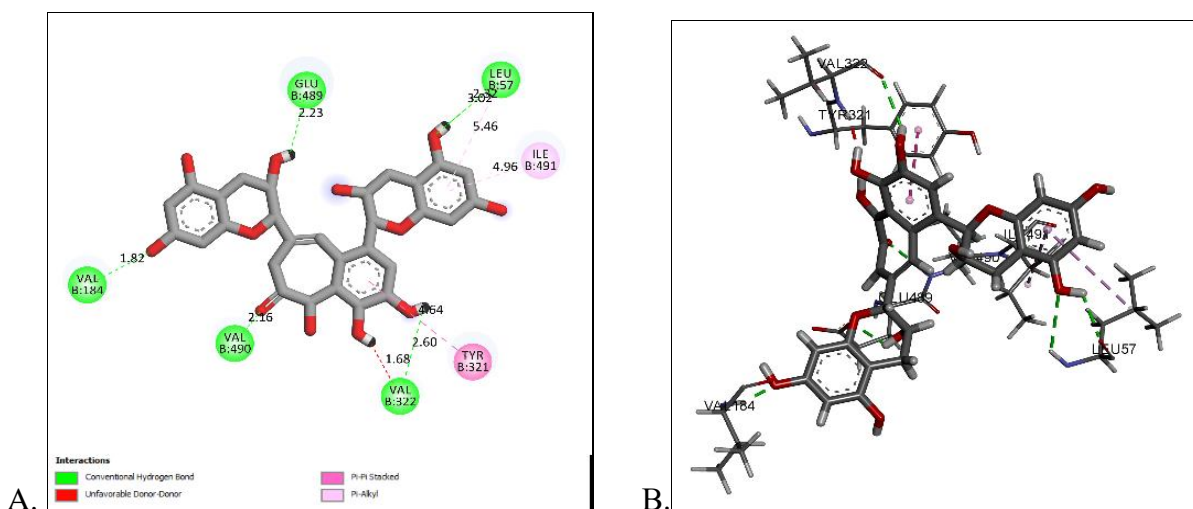 GLU
B:489
2.23
LEU
B:57
3.02
5.46
4.96
ILE
B:491
1.82
VAL
B:184
2.16
VAL
B:490
4.64
2.60
1.68
TYR
B:321
VAL
B:322
Interactions
Conventional Hydrogen Bond
Unfavorable Donor-Donor
Pi-Pi Stacked
Pi-Alkyl
A.
VAL322
TYR321
LEU57
VAL184
B.